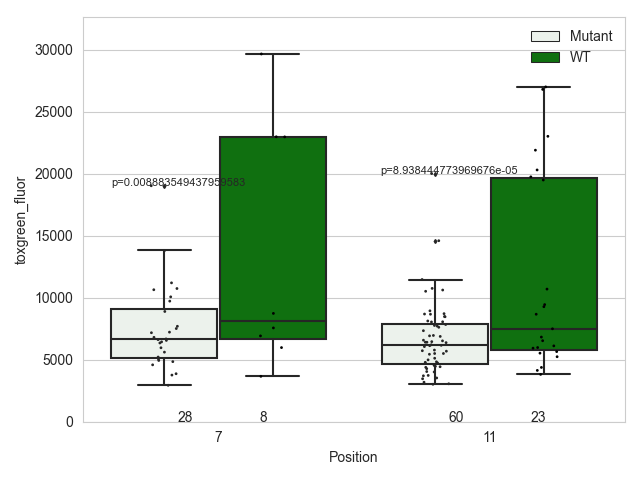 toxgreen_fluor
30000
25000
20000
15000
10000
5000
0
Mutant
WT
p=0.008883549437959583
p=8.938444773969676e-05
28
8
60
23
7
11
Position